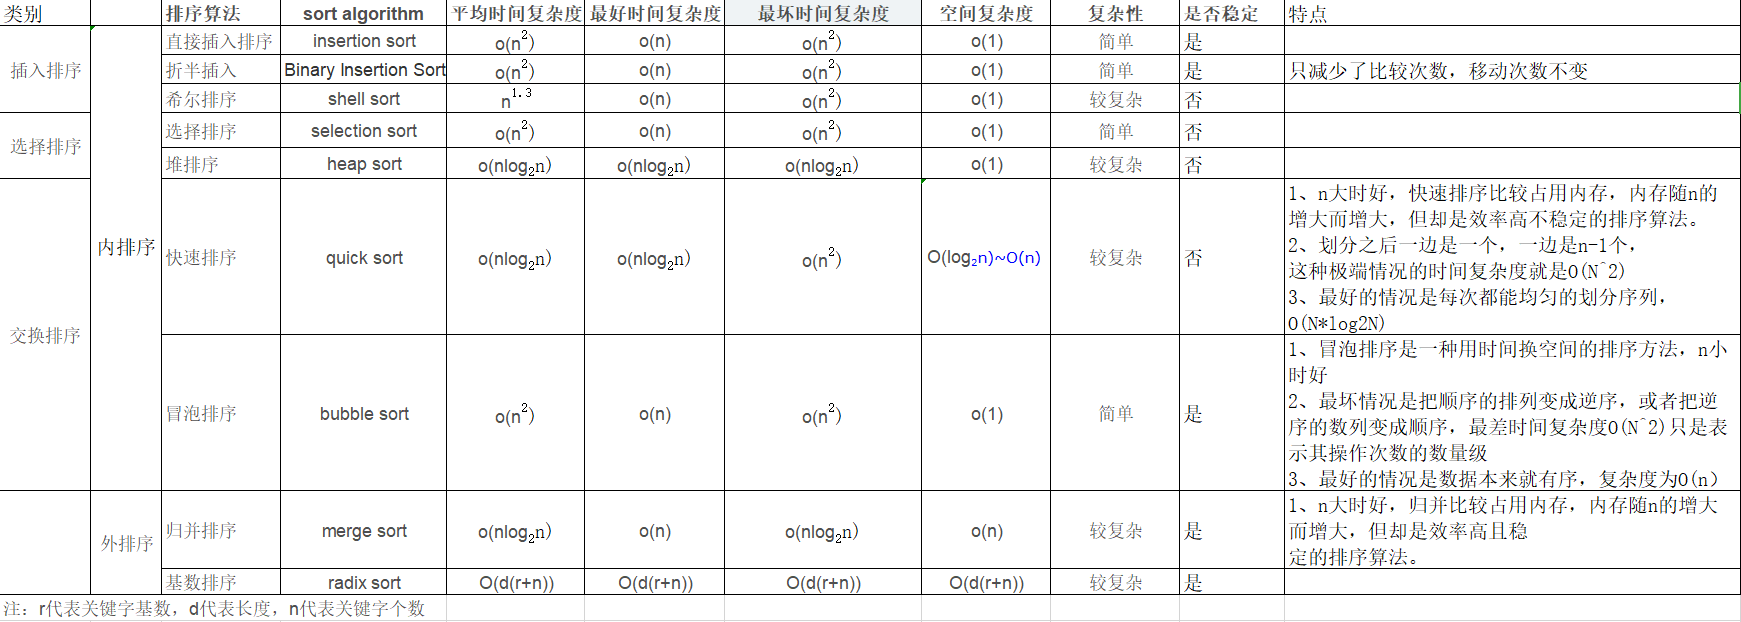 类别 排序算法 sort algorithm 平均时间复杂度 最好时间复杂度 最坏时间复杂度 空间复杂度 复杂性 是否稳定 特点
插入排序 内排序 直接插入排序 insertion sort o(n²) o(n) o(n²) o(1) 简单 是
折半插入 Binary Insertion Sort o(n²) o(n) o(n²) o(1) 简单 是 只减少了比较次数，移动次数不变
希尔排序 shell sort n^1.3 o(n) o(n²) o(1) 较复杂 否
选择排序 选择排序 selection sort o(n²) o(n) o(n²) o(1) 简单 否
堆排序 heap sort o(nlog₂n) o(nlog₂n) o(nlog₂n) o(1) 较复杂 否
交换排序 快速排序 quick sort o(nlog₂n) o(nlog₂n) o(n²) O(log₂n)~O(n) 较复杂 否
1、n大时好，快速排序比较占用内存，内存随n的
增大而增大，但却是效率高不稳定的排序算法。
2、划分之后一边是一个，一边是n-1个，
这种极端情况的时间复杂度就是O(N^2)
3、最好的情况是每次都能均匀的划分序列，
O(N*log2N)
冒泡排序 bubble sort o(n²) o(n) o(n²) o(1) 简单 是
1、冒泡排序是一种用时间换空间的排序方法，n小
时好
2、最坏情况是把顺序的排列变成逆序，或者把逆
序的数列变成顺序，最差时间复杂度O(N^2)只是表
示其操作次数的数量级
3、最好的情况是数据本来就有序，复杂度为O(n)
外排序 归并排序 merge sort o(nlog₂n) o(n) o(nlog₂n) o(n) 较复杂 是
1、n大时好，归并比较占用内存，内存随n的增大
而增大，但却是效率高且稳
定的排序算法。
基数排序 radix sort O(d(r+n)) O(d(r+n)) O(d(r+n)) O(d(r+n)) 较复杂 是
注：r代表关键字基数，d代表长度，n代表关键字个数